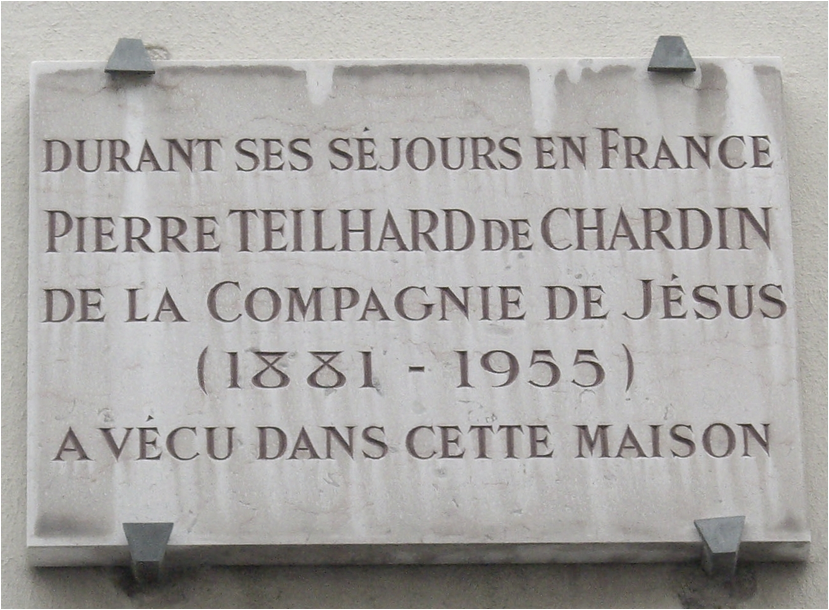 DURANT SES SÉJOURS EN FRANCE
PIERRE TEILHARD DE CHARDIN
DE LA COMPAGNIE DE JÉSUS
(1881 - 1955)
A VÉCU DANS CETTE MAISON